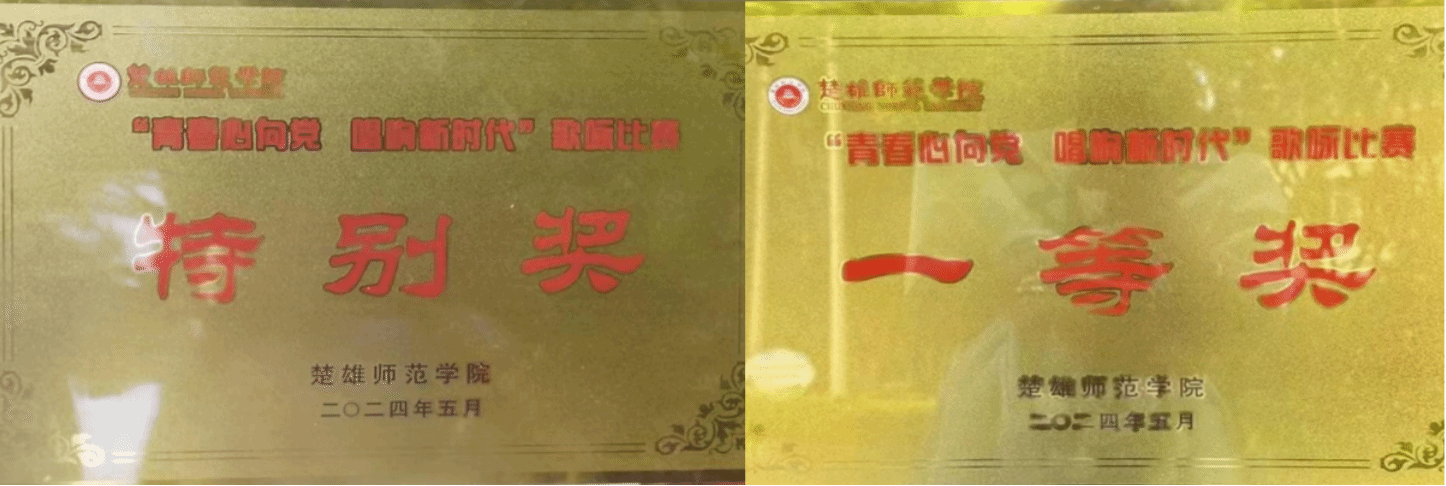 楚雄师范学院
“青春心向党 唱响新时代”歌咏比赛
特别奖
楚雄师范学院
二〇二四年五月
楚雄師范学院
“青春心向党 唱响新时代”歌咏比赛
一等奖
楚雄师范学院
二〇二四年五月